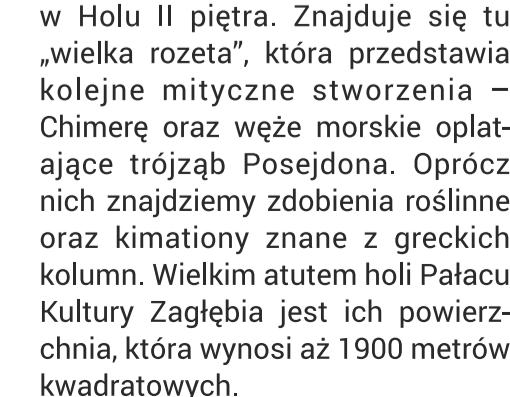 w Holu II piętra. Znajduje się tu
„wielka rozeta”, która przedstawia
kolejne mityczne stworzenia –
Chimerę oraz węże morskie oplat-
ające trójząb Posejdona. Oprócz
nich znajdziemy zdobienia roślinne
oraz kimationy znane z greckich
kolumn. Wielkim atutem holi Pałacu
Kultury Zagłębia jest ich powierz-
chnia, która wynosi aż 1900 metrów
kwadratowych.